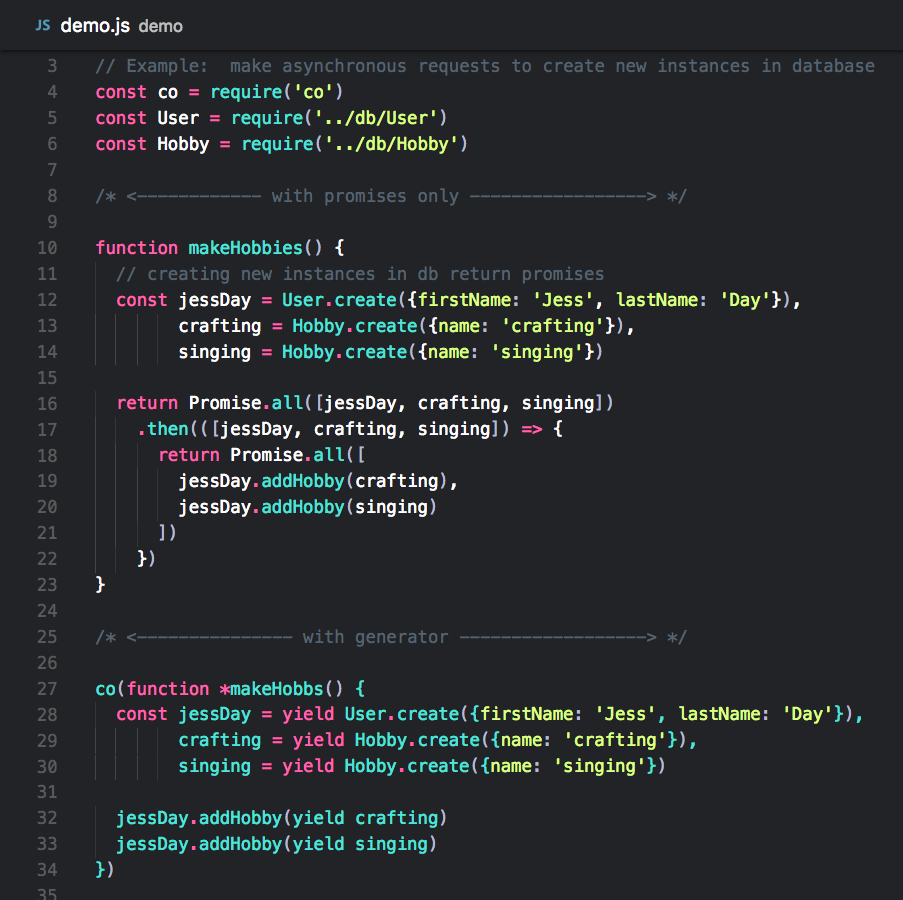 JS demo.js demo
3 // Example:  make asynchronous requests to create new instances in database
4 const co = require('co')
5 const User = require('../db/User')
6 const Hobby = require('../db/Hobby')
7
8 /* <———————————— with promises only —————————————————> */
9
10 function makeHobbies() {
11   // creating new instances in db return promises
12   const jessDay = User.create({firstName: 'Jess', lastName: 'Day'}),
13         crafting = Hobby.create({name: 'crafting'}),
14         singing = Hobby.create({name: 'singing'})
15
16   return Promise.all([jessDay, crafting, singing])
17     .then(([jessDay, crafting, singing]) => {
18       return Promise.all([
19         jessDay.addHobby(crafting),
20         jessDay.addHobby(singing)
21       ])
22     })
23 }
24
25 /* <——————————————— with generator ——————————————————> */
26
27 co(function *makeHobbs() {
28   const jessDay = yield User.create({firstName: 'Jess', lastName: 'Day'}),
29         crafting = yield Hobby.create({name: 'crafting'}),
30         singing = yield Hobby.create({name: 'singing'})
31
32   jessDay.addHobby(yield crafting)
33   jessDay.addHobby(yield singing)
34 })
35